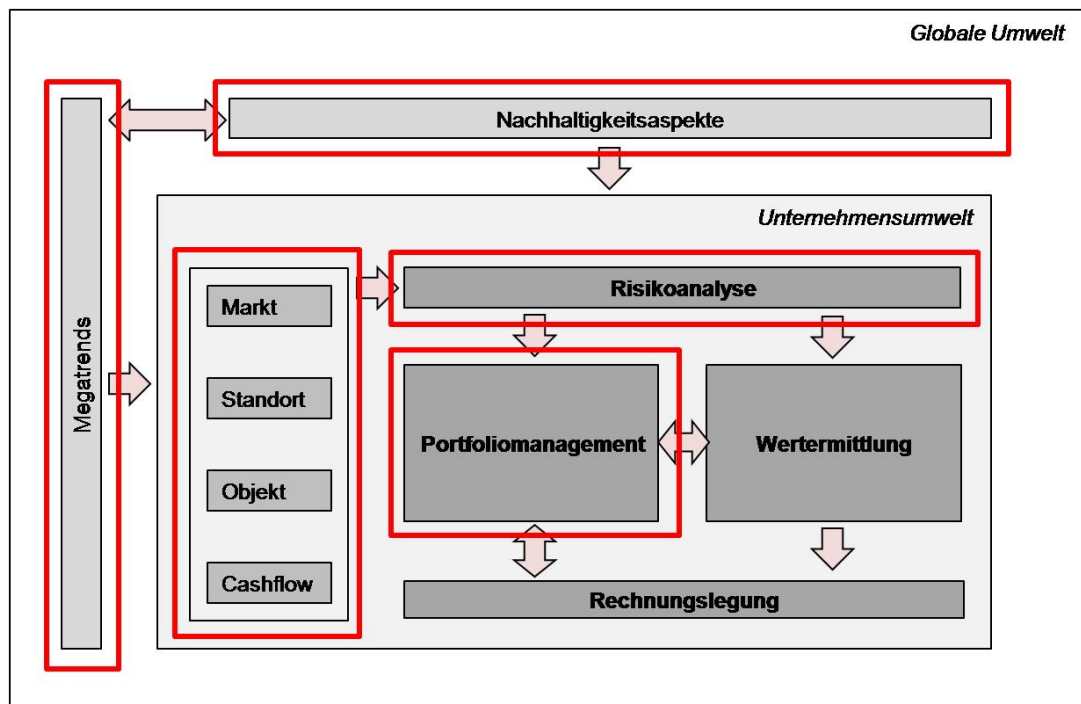 Globale Umwelt
Nachhaltigkeitsaspekte
Unternehmensumwelt
Megatrends
Markt
Standort
Objekt
Cashflow
Risikoanalyse
Portfoliomanagement
Wertermittlung
Rechnungslegung